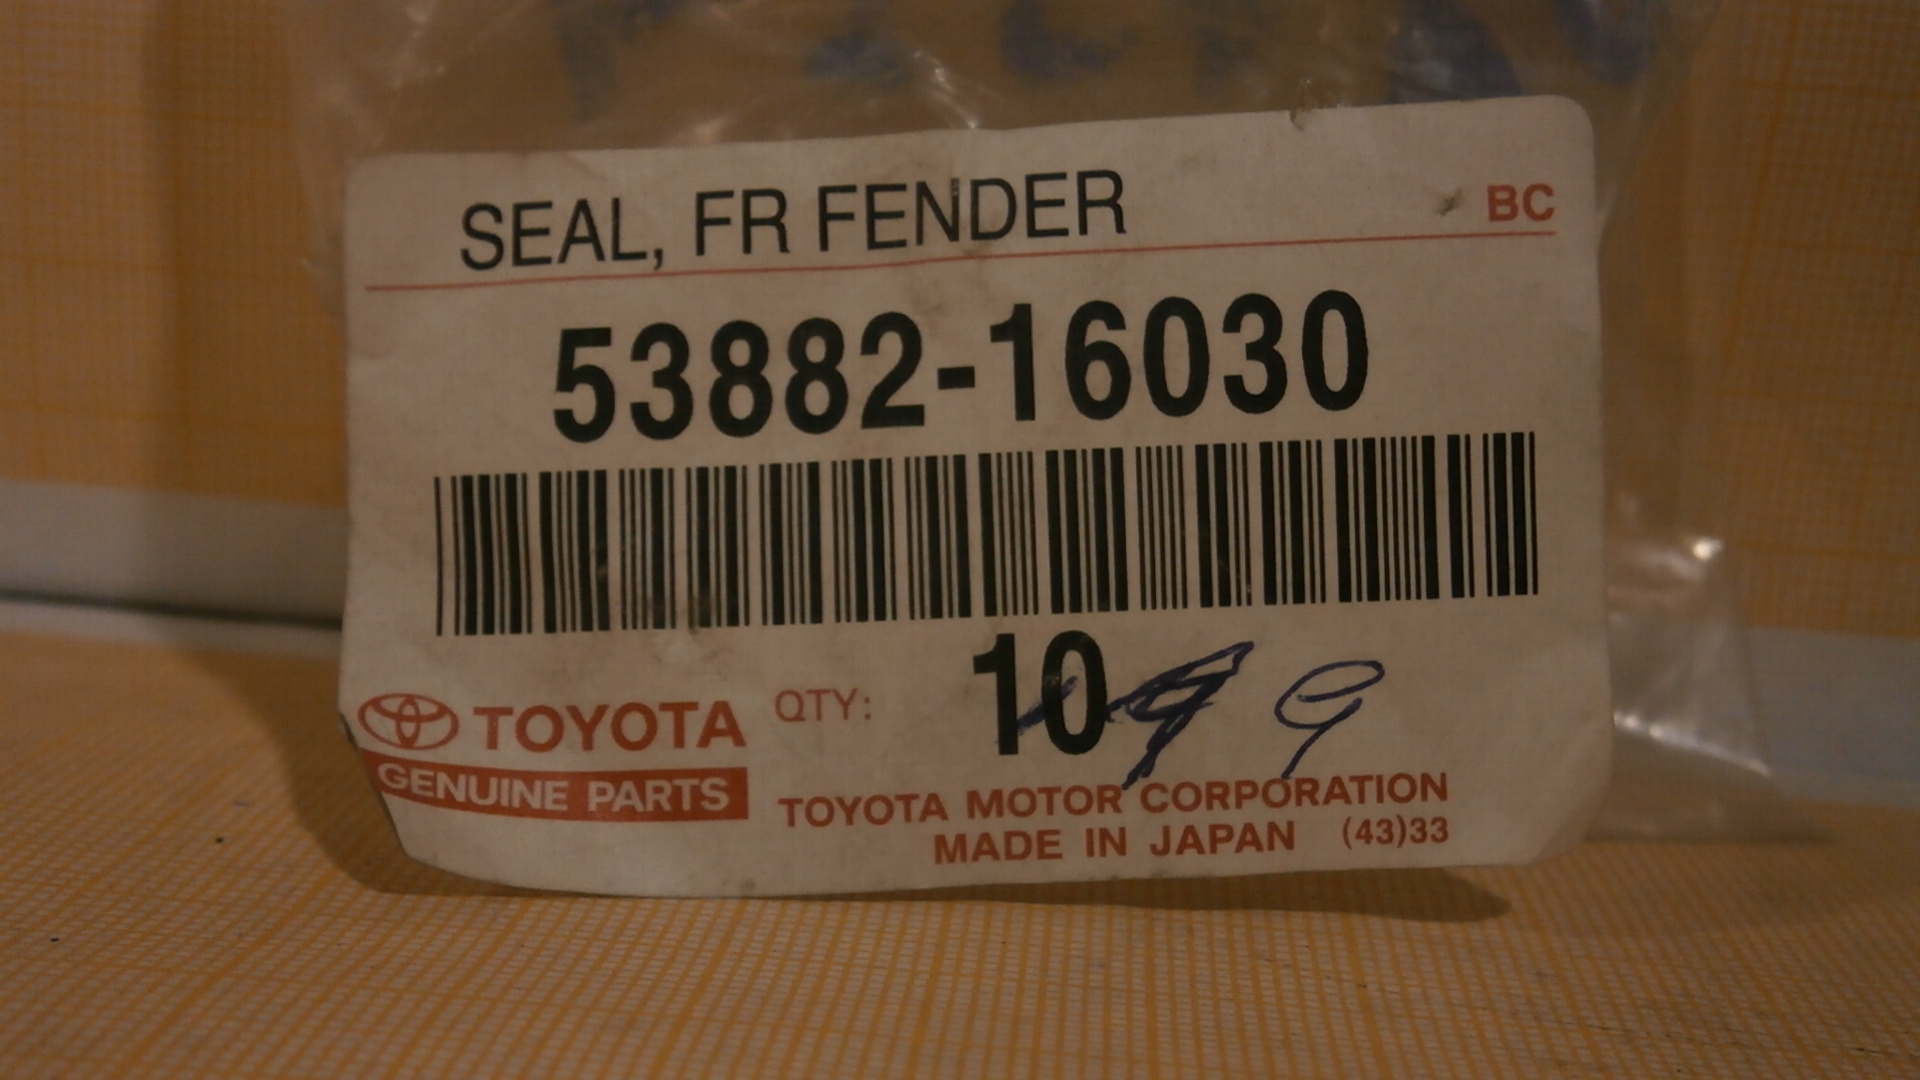 SEAL, FR FENDER BC
53882-16030
QTY: 10 9
TOYOTA
GENUINE PARTS
TOYOTA MOTOR CORPORATION
MADE IN JAPAN (43)33